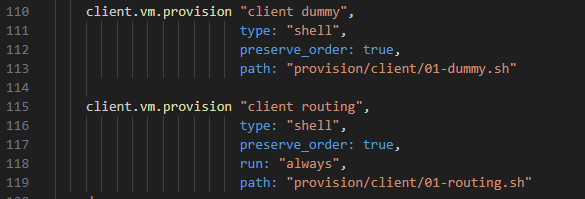 110 client.vm.provision "client dummy",
111 type: "shell",
112 preserve_order: true,
113 path: "provision/client/01-dummy.sh"
114
115 client.vm.provision "client routing",
116 type: "shell",
117 preserve_order: true,
118 run: "always",
119 path: "provision/client/01-routing.sh"